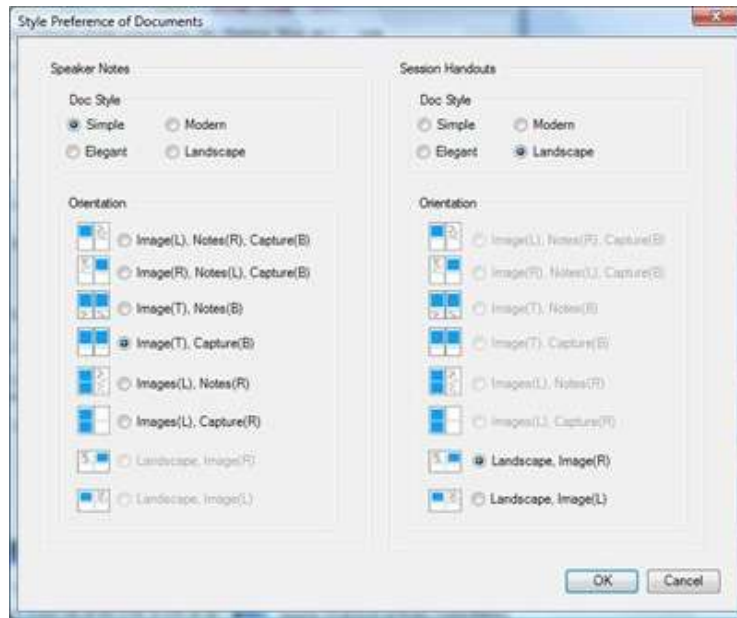 Style Preference of Documents
Speaker Notes
Doc Style
Simple Modern
Elegant Landscape
Orientation
Image(L), Notes(R), Capture(B)
Image(R), Notes(L), Capture(B)
Image(T), Notes(B)
Image(T), Capture(B)
Images(L), Notes(R)
Images(L), Capture(R)
Landscape, Image(R)
Landscape, Image(L)
Session Handouts
Doc Style
Simple Modern
Elegant Landscape
Orientation
Image(L), Notes(R), Capture(B)
Image(R), Notes(L), Capture(B)
Image(T), Notes(B)
Image(T), Capture(B)
Images(L), Notes(R)
Images(L), Capture(R)
Landscape, Image(R)
Landscape, Image(L)
OK Cancel